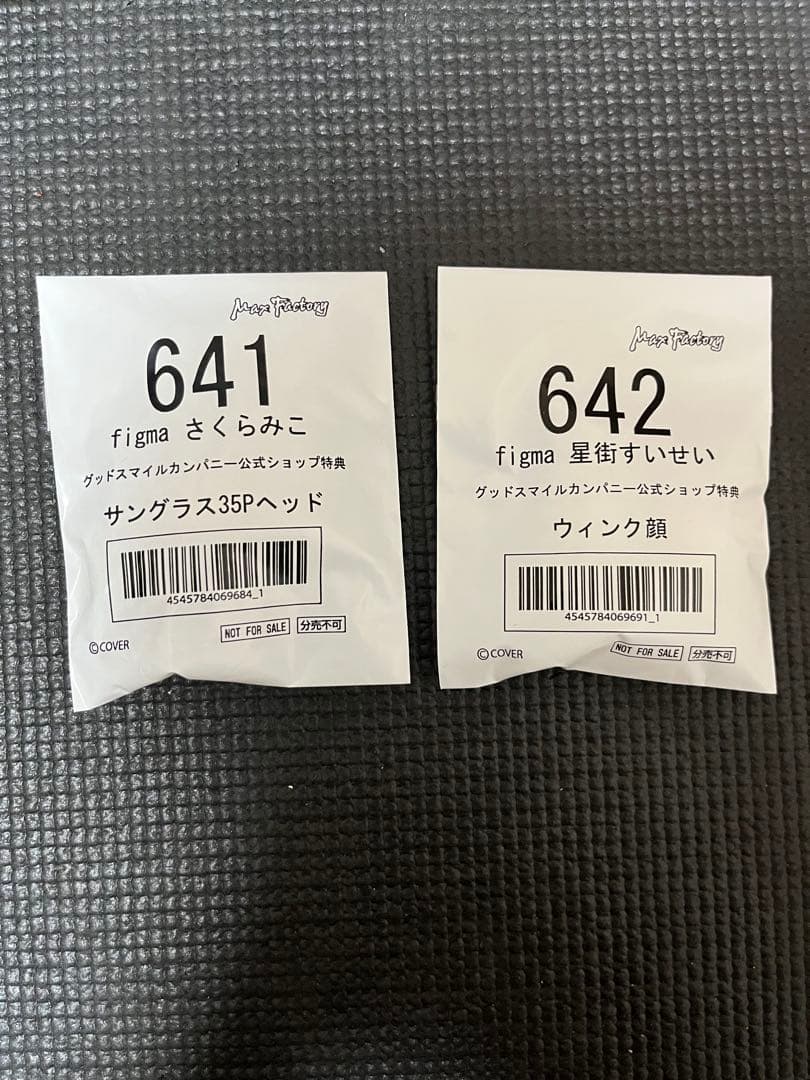 Max Factory
641
figma さくらみこ
グッドスマイルカンパニー公式ショップ特典
サングラス35Pヘッド
4545784069684_1
©COVER
NOT FOR SALE
分売不可
Max Factory
642
figma 星街すいせい
グッドスマイルカンパニー公式ショップ特典
ウィンク顔
4545784069691_1
©COVER
NOT FOR SALE
分売不可